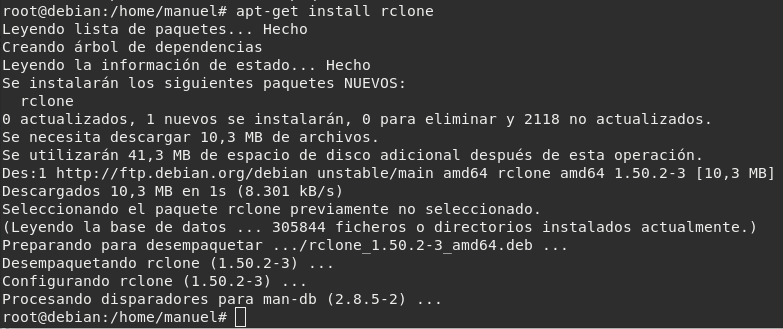 root@debian:/home/manuel# apt-get install rclone
Leyendo lista de paquetes... Hecho
Creando árbol de dependencias
Leyendo la información de estado... Hecho
Se instalarán los siguientes paquetes NUEVOS:
  rclone
0 actualizados, 1 nuevos se instalarán, 0 para eliminar y 2118 no actualizados.
Se necesita descargar 10,3 MB de archivos.
Se utilizarán 41,3 MB de espacio de disco adicional después de esta operación.
Des:1 http://ftp.debian.org/debian unstable/main amd64 rclone amd64 1.50.2-3 [10,3 MB]
Descargados 10,3 MB en 1s (8.301 kB/s)
Seleccionando el paquete rclone previamente no seleccionado.
(Leyendo la base de datos ... 305844 ficheros o directorios instalados actualmente.)
Preparando para desempaquetar .../rclone_1.50.2-3_amd64.deb ...
Desempaquetando rclone (1.50.2-3) ...
Configurando rclone (1.50.2-3) ...
Procesando disparadores para man-db (2.8.5-2) ...
root@debian:/home/manuel#